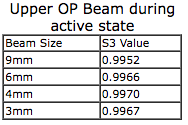 Upper OP Beam during
active state
Beam Size S3 Value
9mm 0.9952
6mm 0.9966
4mm 0.9970
3mm 0.9967